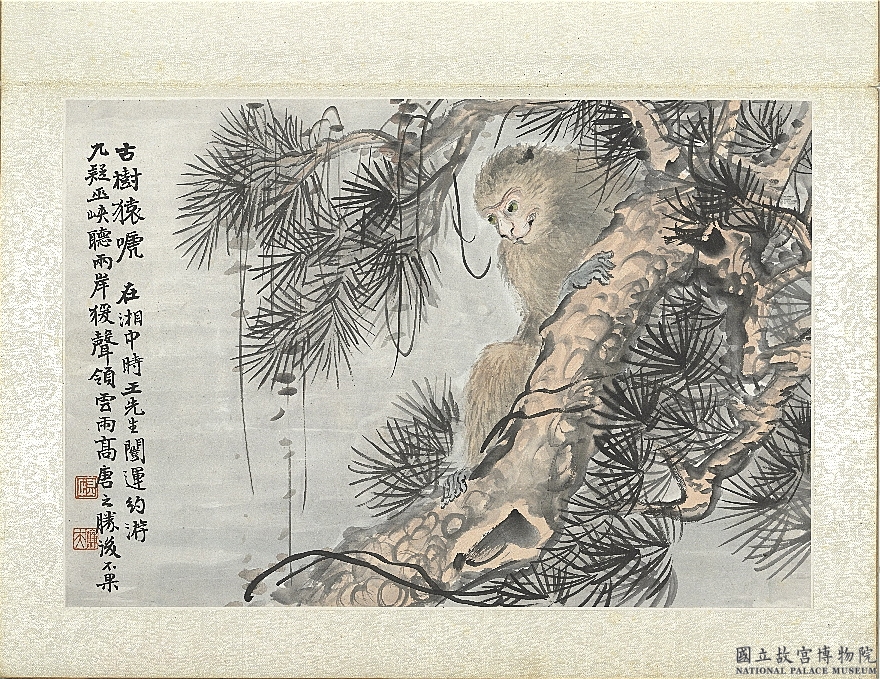 古樹猿嗁 在湘中時王先生闓運約游
九疑巫峽聽兩岸猨聲領雲雨高唐之勝後不果
國立故宮博物院
NATIONAL PALACE MUSEUM